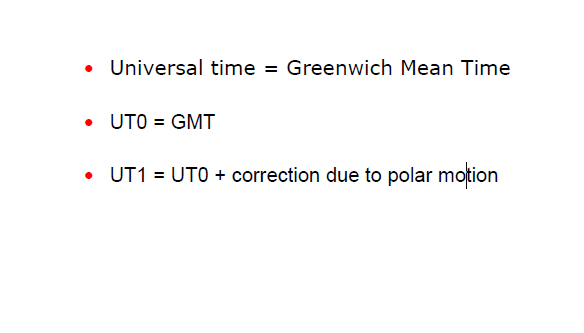 • Universal time = Greenwich Mean Time
• UT0 = GMT
• UT1 = UT0 + correction due to polar motion